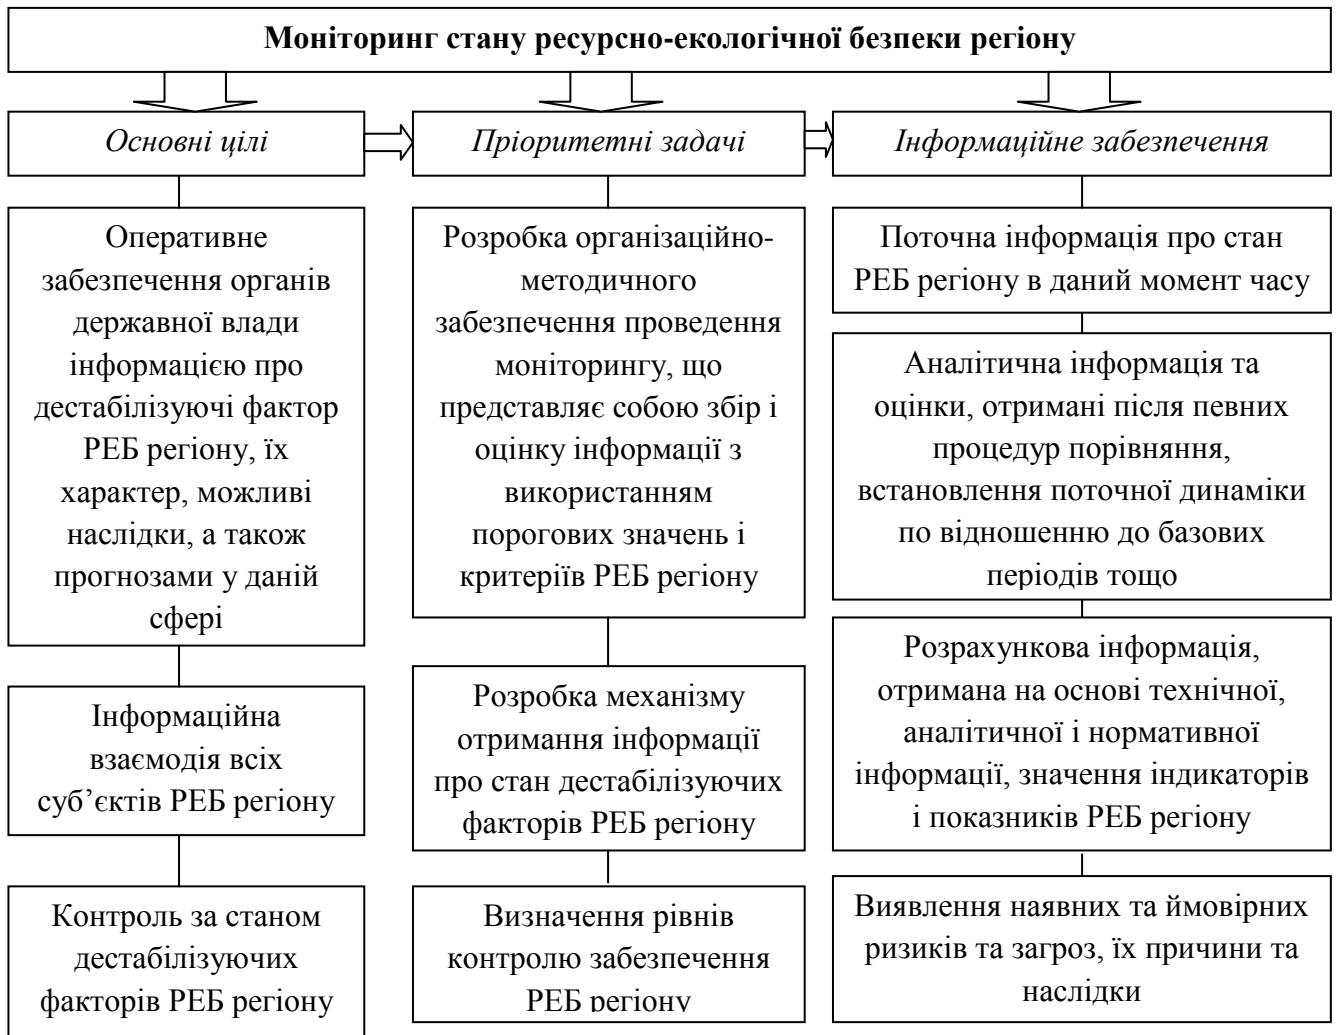 Моніторинг стану ресурсно-екологічної безпеки регіону
Основні цілі
Пріоритетні задачі
Інформаційне забезпечення
Оперативне
забезпечення органів
державної влади
інформацією про
дестабілізуючі фактор
РЕБ регіону, їх
характер, можливі
наслідки, а також
прогнозами у даній
сфері
Інформаційна
взаємодія всіх
суб’єктів РЕБ регіону
Контроль за станом
дестабілізуючих
факторів РЕБ регіону
Розробка організаційно-
методичного
забезпечення проведення
моніторингу, що
представляє собою збір і
оцінку інформації з
використанням
порогових значень і
критеріїв РЕБ регіону
Розробка механізму
отримання інформації
про стан дестабілізуючих
факторів РЕБ регіону
Визначення рівнів
контролю забезпечення
РЕБ регіону
Поточна інформація про стан
РЕБ регіону в даний момент часу
Аналітична інформація та
оцінки, отримані після певних
процедур порівняння,
встановлення поточної динаміки
по відношенню до базових
періодів тощо
Розрахункова інформація,
отримана на основі технічної,
аналітичної і нормативної
інформації, значення індикаторів
і показників РЕБ регіону
Виявлення наявних та ймовірних
ризиків та загроз, їх причини та
наслідки